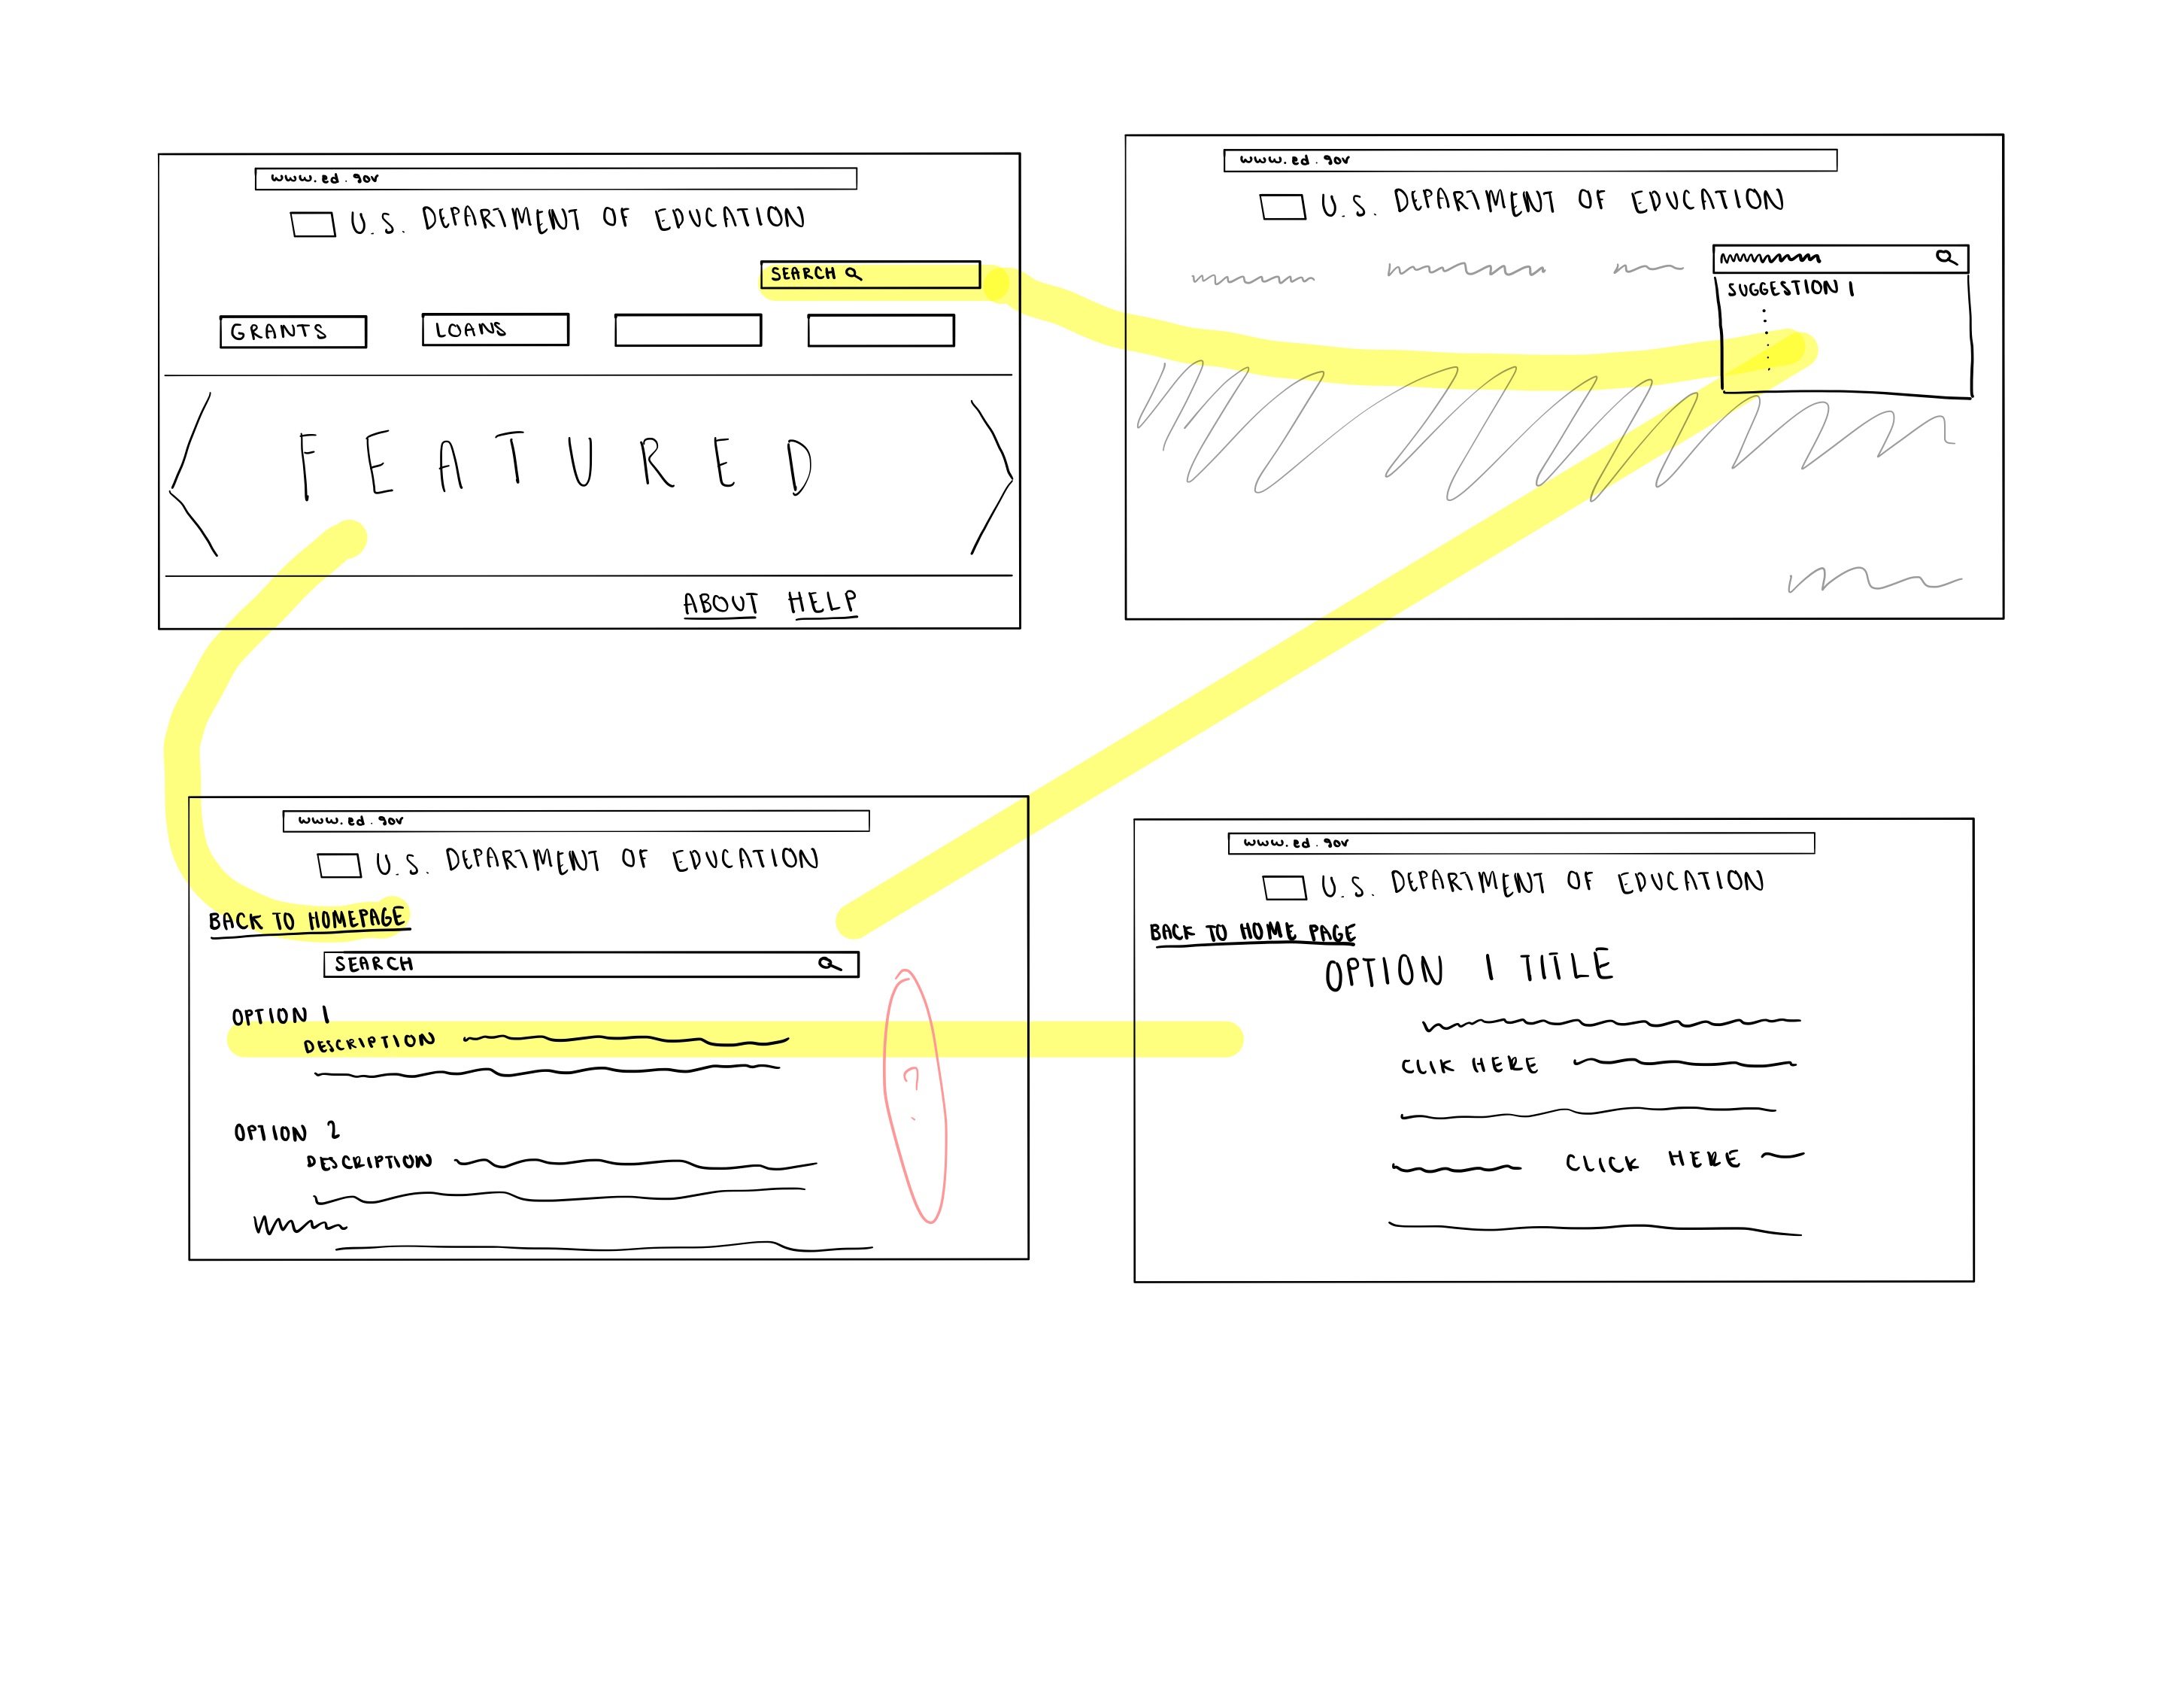 www.ed.gov
U.S. DEPARTMENT OF EDUCATION
SEARCH
GRANTS LOANS
FEATURED
ABOUT HELP
www.ed.gov
U.S. DEPARTMENT OF EDUCATION
SUGGESTION 1
www.ed.gov
U.S. DEPARTMENT OF EDUCATION
BACK TO HOMEPAGE
SEARCH
OPTION 1
DESCRIPTION
?
OPTION 2
DESCRIPTION
www.ed.gov
U.S. DEPARTMENT OF EDUCATION
BACK TO HOME PAGE
OPTION 1 TITLE
CLIK HERE
CLICK HERE